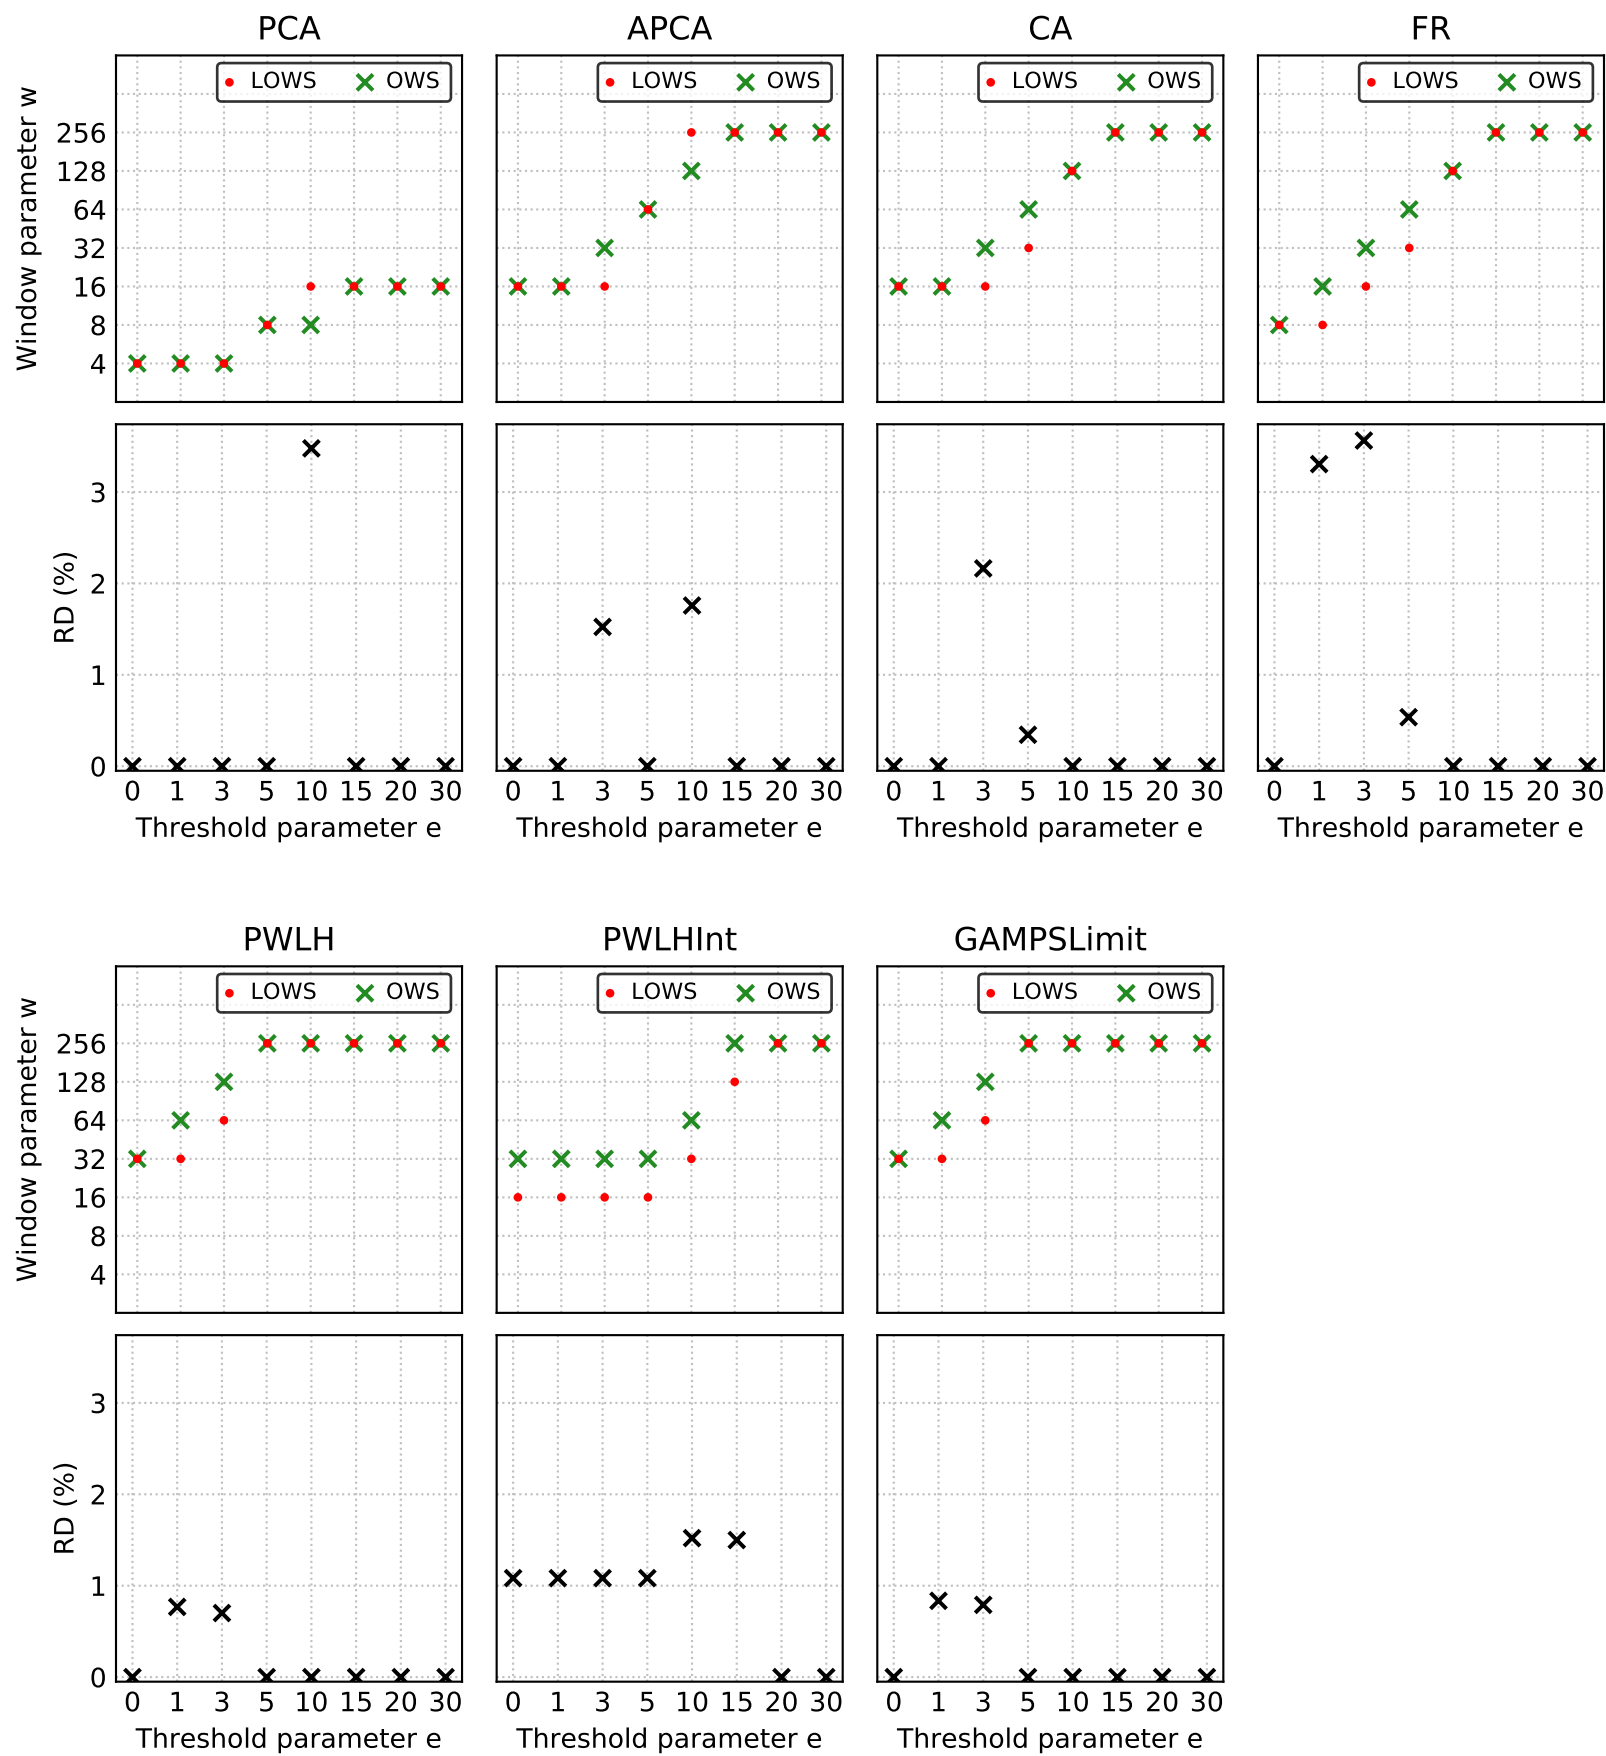 PCA APCA CA FR
LOWS OWS LOWS OWS LOWS OWS LOWS OWS
Window parameter w
256
128
64
32
16
8
4
RD (%)
3
2
1
0
0 1 3 5 10 15 20 30 0 1 3 5 10 15 20 30 0 1 3 5 10 15 20 30 0 1 3 5 10 15 20 30
Threshold parameter e Threshold parameter e Threshold parameter e Threshold parameter e
PWLH PWLHInt GAMPSLimit
LOWS OWS LOWS OWS LOWS OWS
Window parameter w
256
128
64
32
16
8
4
RD (%)
3
2
1
0
0 1 3 5 10 15 20 30 0 1 3 5 10 15 20 30 0 1 3 5 10 15 20 30
Threshold parameter e Threshold parameter e Threshold parameter e